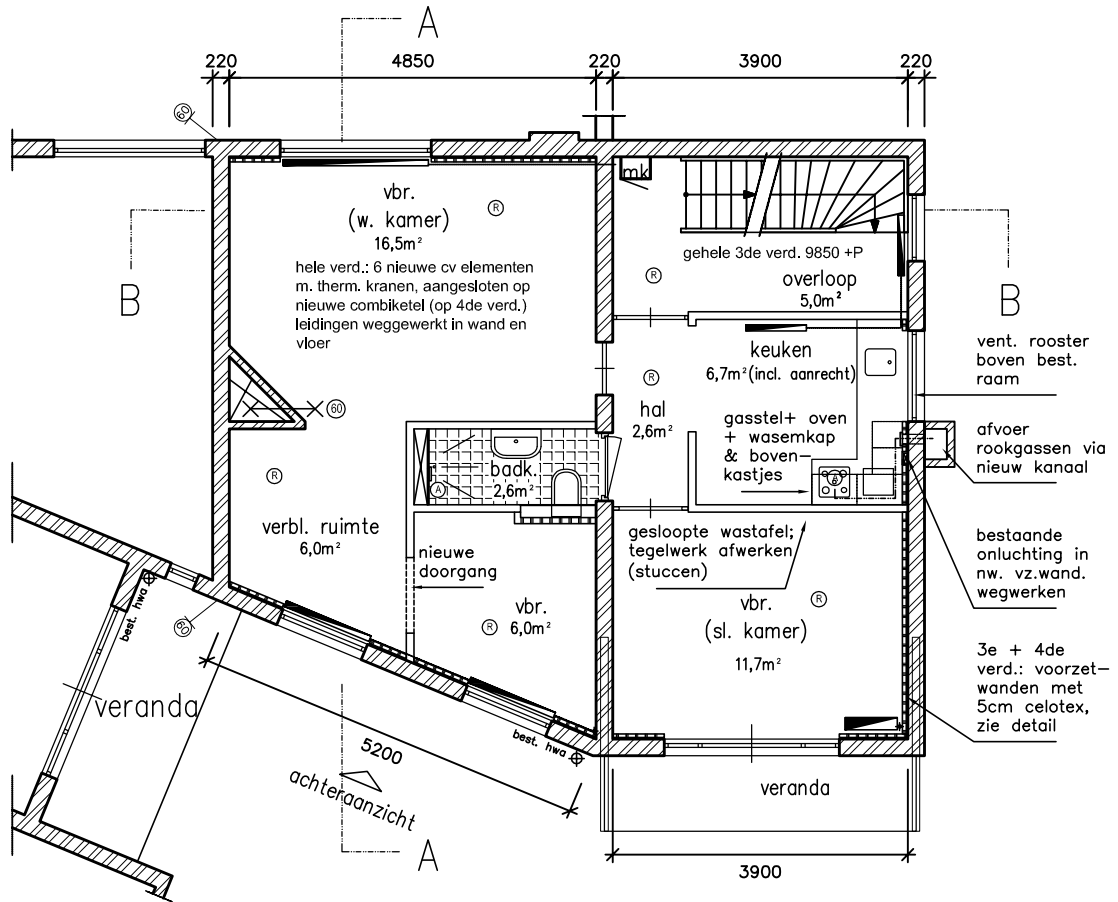 A
220
4850
220
3900
220
60
mk
vbr.
(w. kamer)
16,5m²
R
hele verd.: 6 nieuwe cv elementen
m. therm. kranen, aangesloten op
nieuwe combiketel (op 4de verd.)
leidingen weggewerkt in wand en
vloer
gehele 3de verd. 9850 +P
R
overloop
5,0m²
B
B
keuken
6,7m²(incl. aanrecht)
R
hal
2,6m²
60
gasstel+ oven
+ wasemkap
& boven-
kastjes
vent. rooster
boven best.
raam
afvoer
rookgassen via
nieuw kanaal
badk.
2,6m²
A
R
verbl. ruimte
6,0m²
gesloopte wastafel;
tegelwerk afwerken
(stuccen)
bestaande
onluchting in
nw. vz.wand.
wegwerken
nieuwe
doorgang
vbr.
6,0m²
R
vbr.
(sl. kamer)
11,7m²
R
3e + 4de
verd.: voorzet-
wanden met
5cm celotex,
zie detail
best. hwa
60
veranda
5200
best. hwa
achteraanzicht
veranda
A
3900